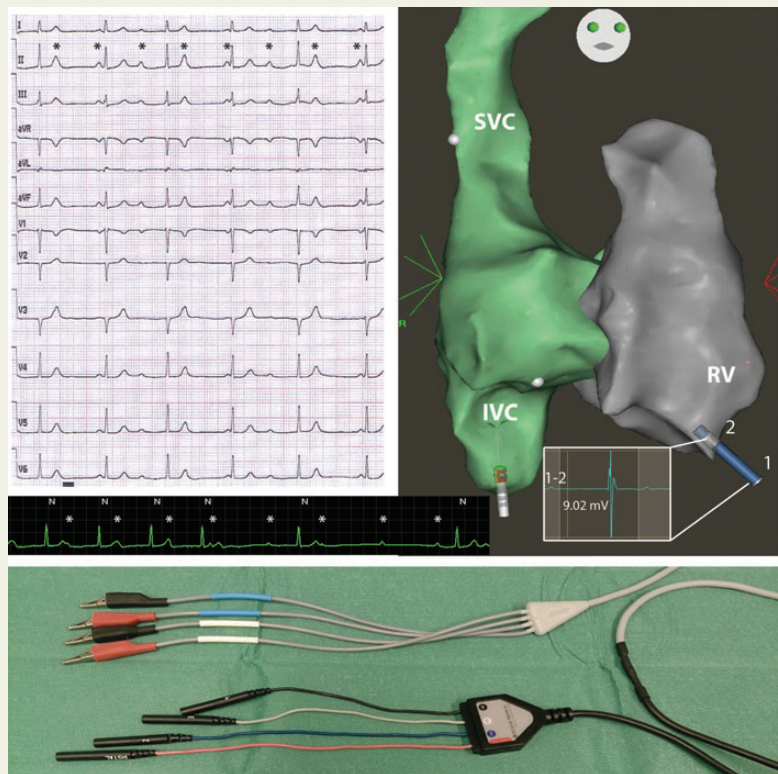 I
II
* * * * * * * *
III
aVR
aVL
aVF
V1
V2
V3
V4
V5
V6
N N N N N N
* * * * * * * *
SVC
R
IVC
RV
2
1
1-2
9.02 mV